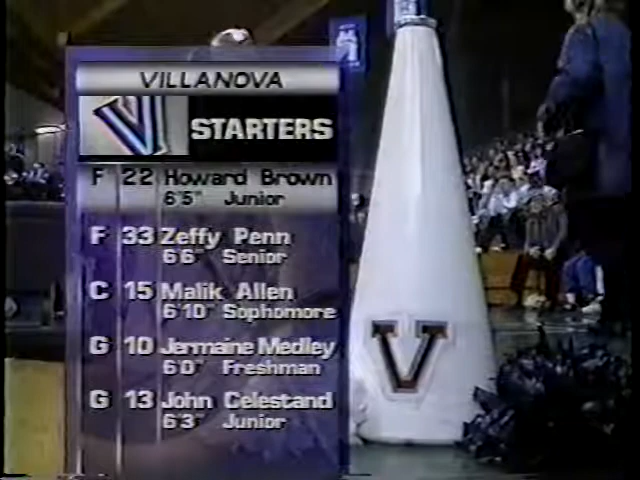 VILLANOVA
V
STARTERS
F 22 Howard Brown
6'5" Junior
F 33 Zeffy Penn
6'6" Senior
C 15 Malik Allen
6'10" Sophomore
G 10 Jermaine Medley
6'0" Freshman
G 13 John Celestand
6'3" Junior
V